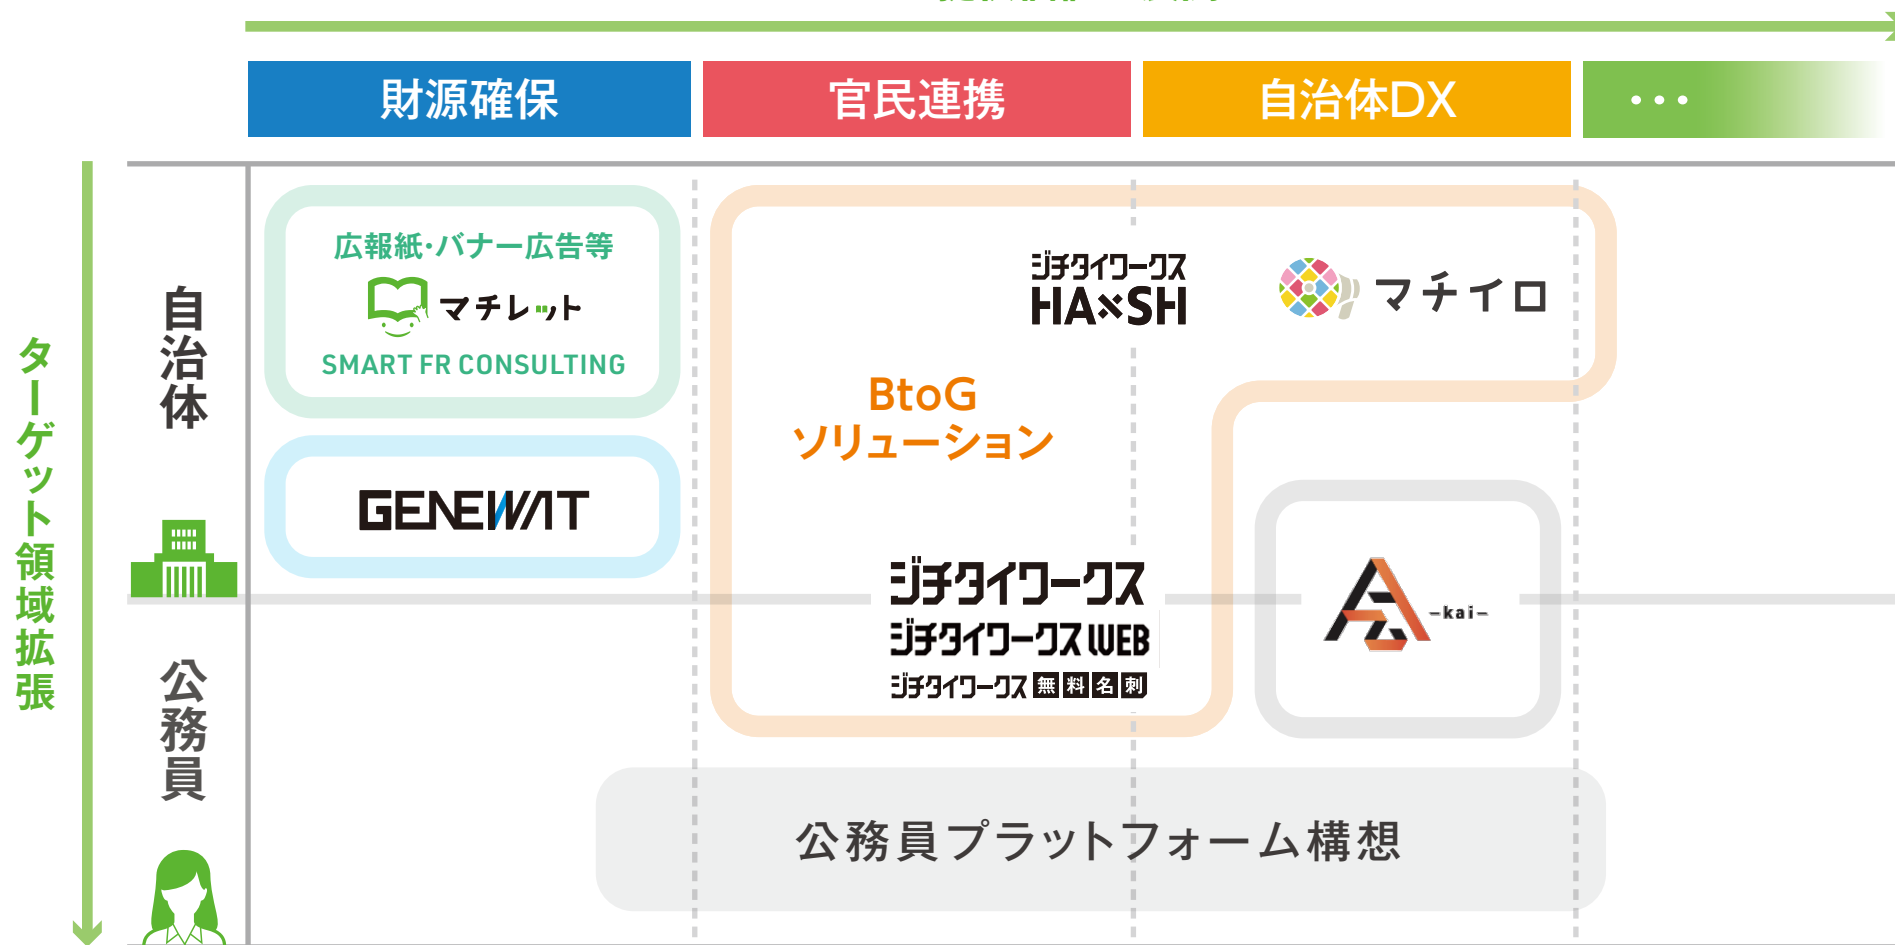 財源確保
官民連携
自治体DX
...
ターゲット領域拡張
自治体
公務員
広報紙・バナー広告等
マチレット
SMART FR CONSULTING
GENEWAT
ジチタイワークス
HA×SH
マチイロ
BtoG
ソリューション
ジチタイワークス
ジチタイワークス WEB
ジチタイワークス 無料名刺
-kai-
公務員プラットフォーム構想